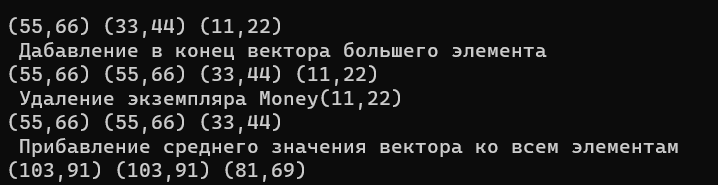 (55,66) (33,44) (11,22)
Дабавление в конец вектора большего элемента
(55,66) (55,66) (33,44) (11,22)
Удаление экземпляра Money(11,22)
(55,66) (55,66) (33,44)
Прибавление среднего значения вектора ко всем элементам
(103,91) (103,91) (81,69)